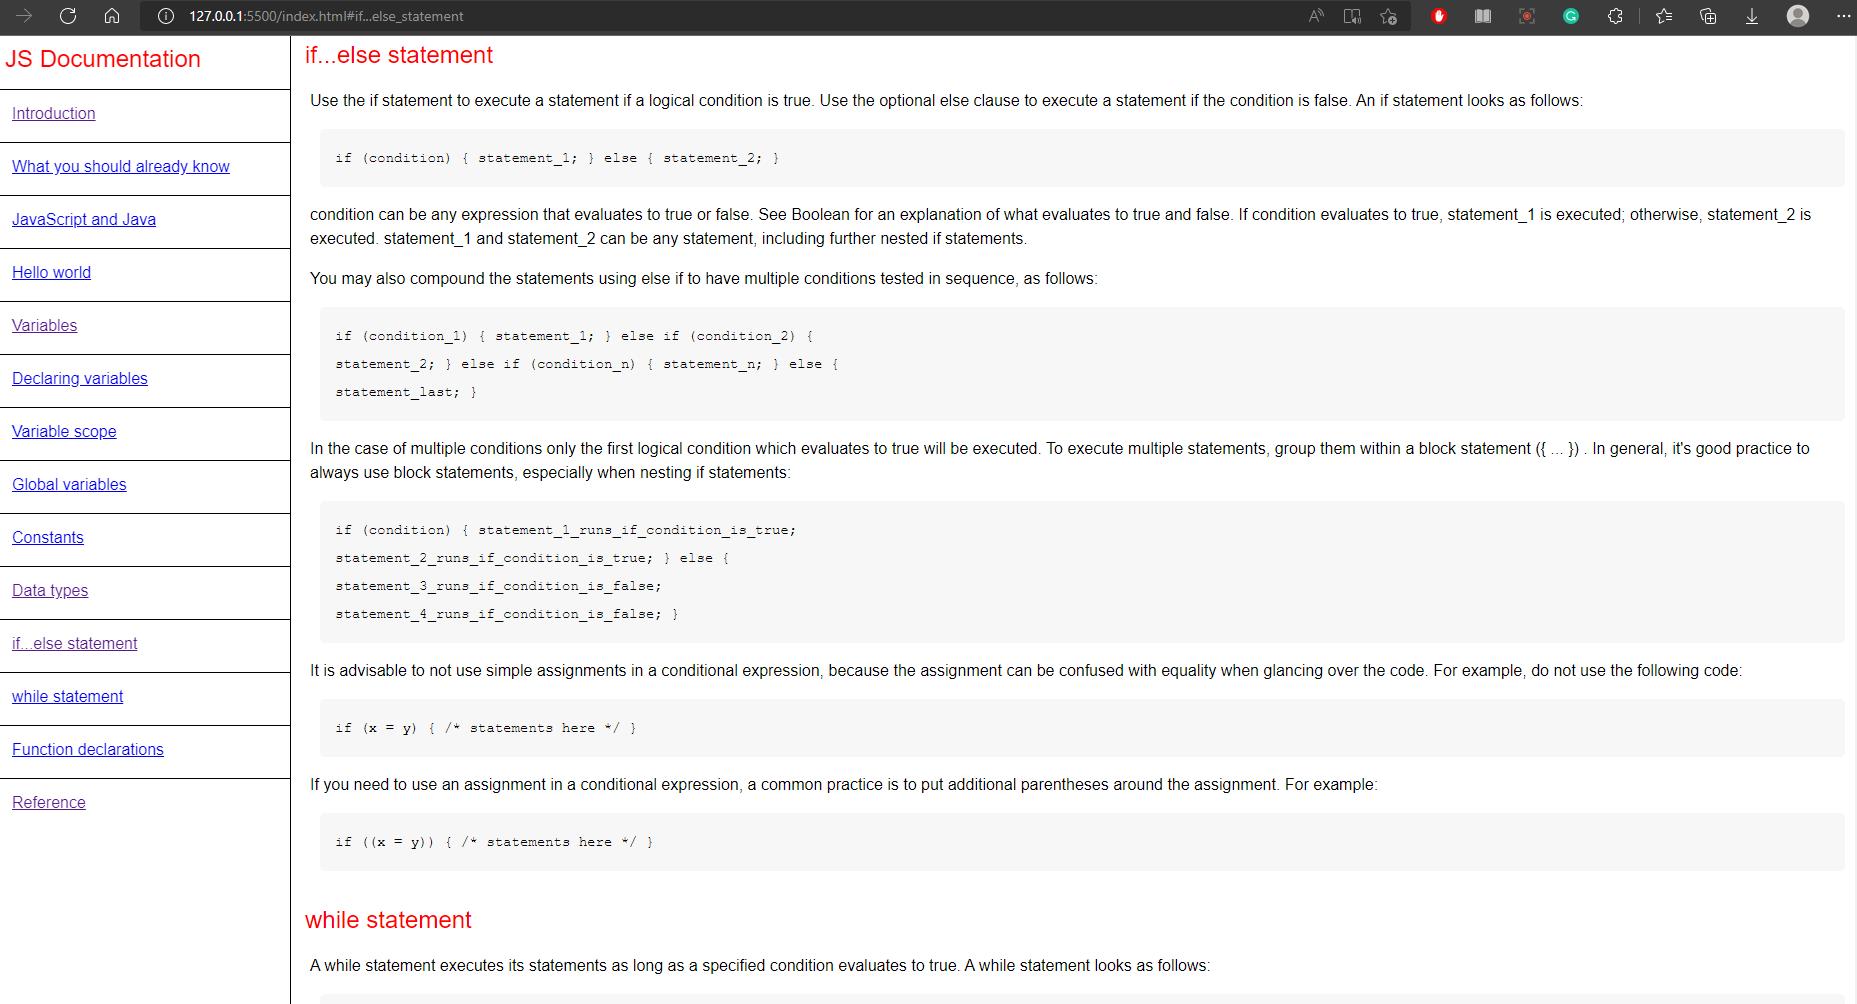 127.0.0.1:5500/index.html#if...else_statement
JS Documentation
Introduction
What you should already know
JavaScript and Java
Hello world
Variables
Declaring variables
Variable scope
Global variables
Constants
Data types
if...else statement
while statement
Function declarations
Reference
if...else statement
Use the if statement to execute a statement if a logical condition is true. Use the optional else clause to execute a statement if the condition is false. An if statement looks as follows:
if (condition) { statement_1; } else { statement_2; }
condition can be any expression that evaluates to true or false. See Boolean for an explanation of what evaluates to true and false. If condition evaluates to true, statement_1 is executed; otherwise, statement_2 is
executed. statement_1 and statement_2 can be any statement, including further nested if statements.
You may also compound the statements using else if to have multiple conditions tested in sequence, as follows:
if (condition_1) { statement_1; } else if (condition_2) {
statement_2; } else if (condition_n) { statement_n; } else {
statement_last; }
In the case of multiple conditions only the first logical condition which evaluates to true will be executed. To execute multiple statements, group them within a block statement ({ ... }) . In general, it's good practice to
always use block statements, especially when nesting if statements:
if (condition) { statement_1_runs_if_condition_is_true;
statement_2_runs_if_condition_is_true; } else {
statement_3_runs_if_condition_is_false;
statement_4_runs_if_condition_is_false; }
It is advisable to not use simple assignments in a conditional expression, because the assignment can be confused with equality when glancing over the code. For example, do not use the following code:
if (x = y) { /* statements here */ }
If you need to use an assignment in a conditional expression, a common practice is to put additional parentheses around the assignment. For example:
if ((x = y)) { /* statements here */ }
while statement
A while statement executes its statements as long as a specified condition evaluates to true. A while statement looks as follows: